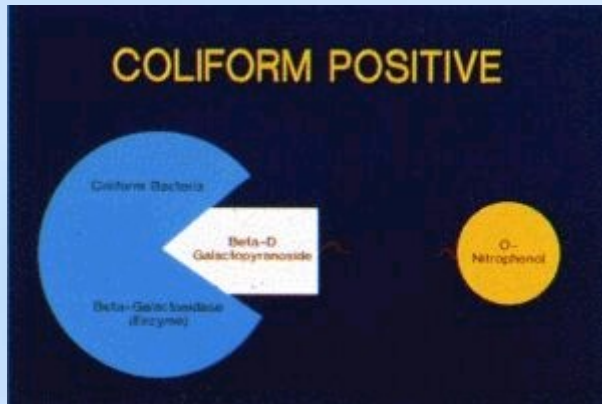 COLIFORM POSITIVE
Coliform Bacteria
Beta-D
Galactopyranoside
O-
Nitrophenol
Beta-Galactosidase
(Enzyme)